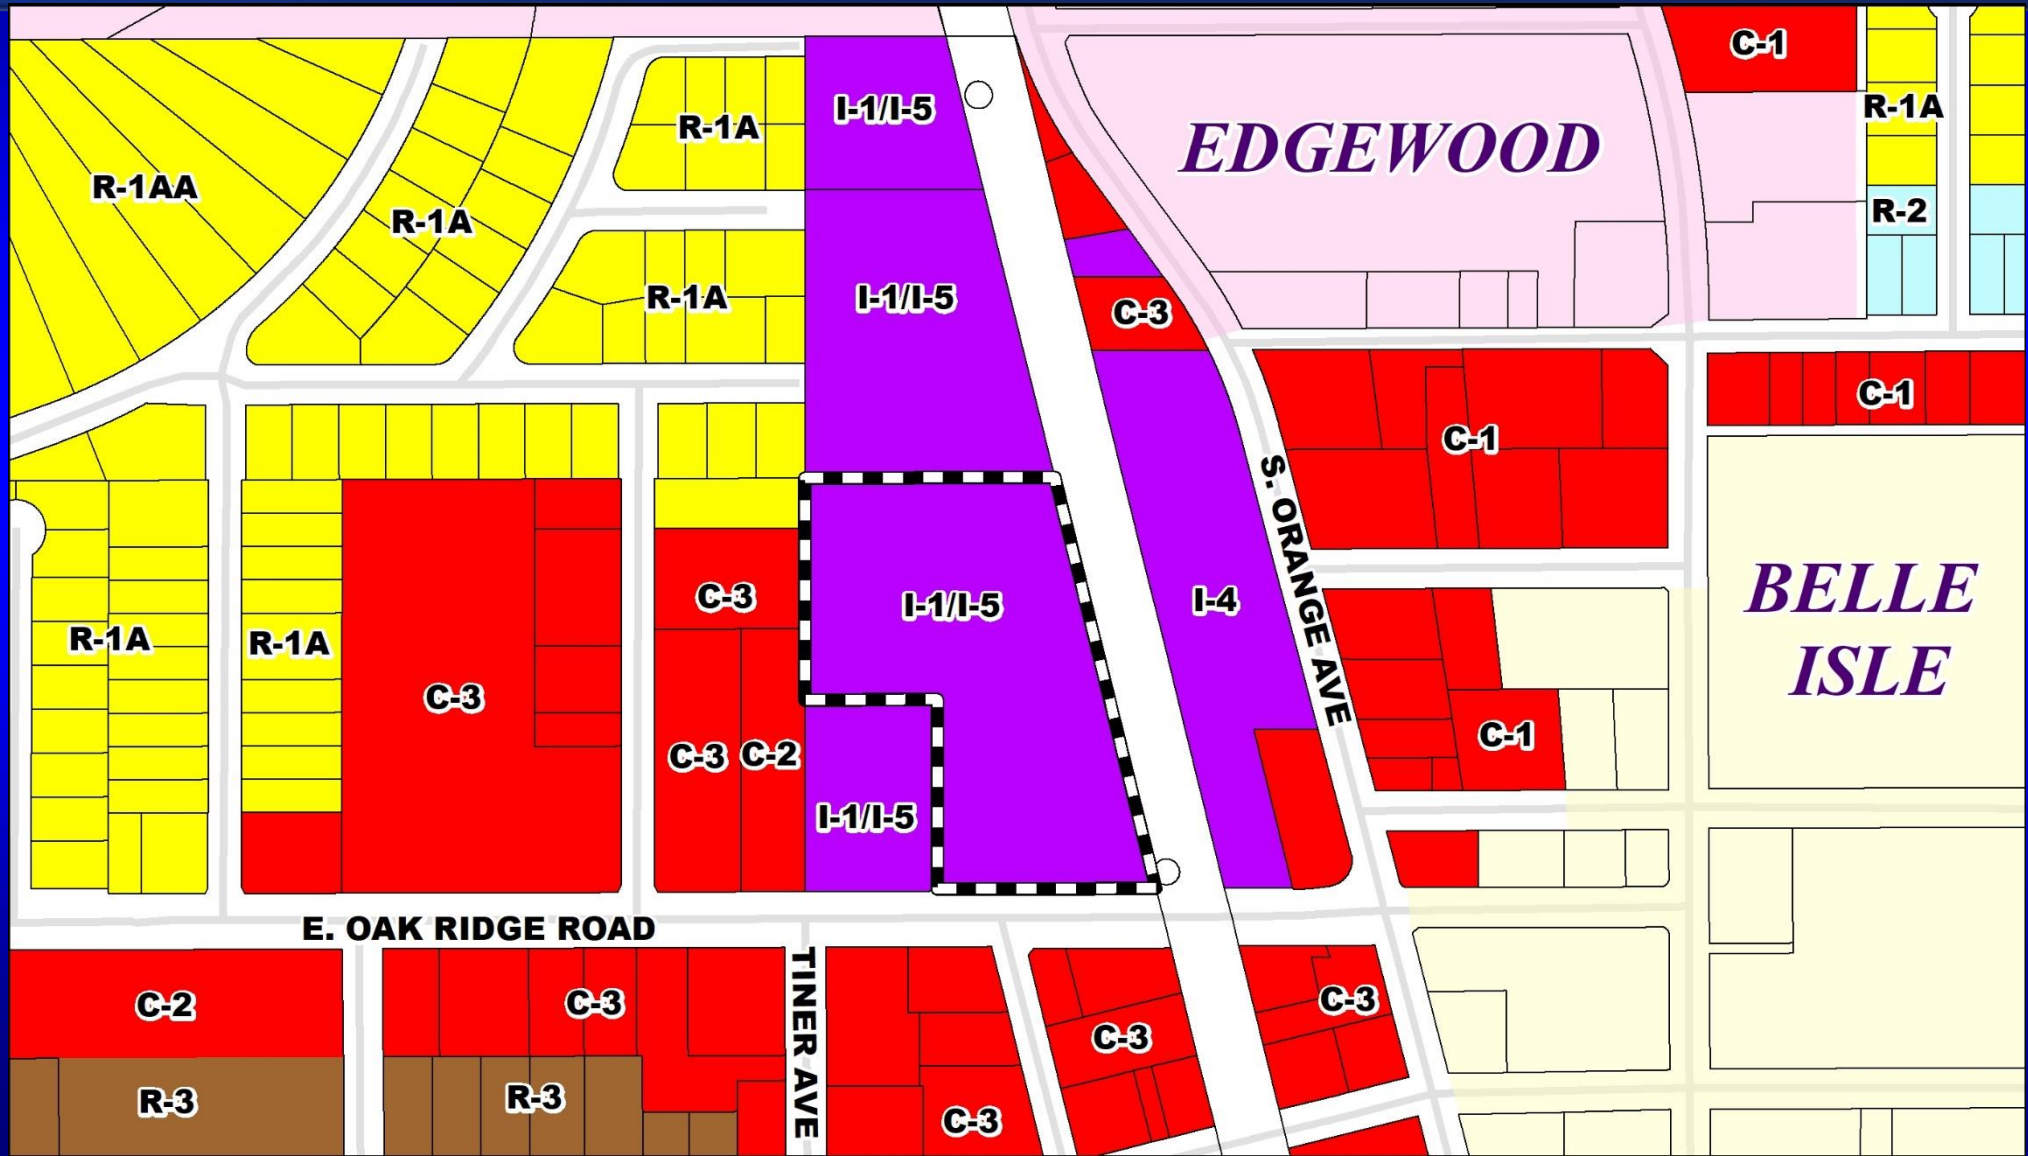 C-1
R-1A
I-1/I-5
R-1A
EDGEWOOD
R-1AA
R-1A
R-2
I-1/I-5
R-1A
C-3
C-1
C-1
S. ORANGE AVE
C-3
I-1/I-5
I-4
BELLE
ISLE
R-1A
R-1A
C-3
C-1
C-3
C-2
I-1/I-5
E. OAK RIDGE ROAD
TINER AVE
C-2
C-3
C-3
C-3
R-3
R-3
C-3